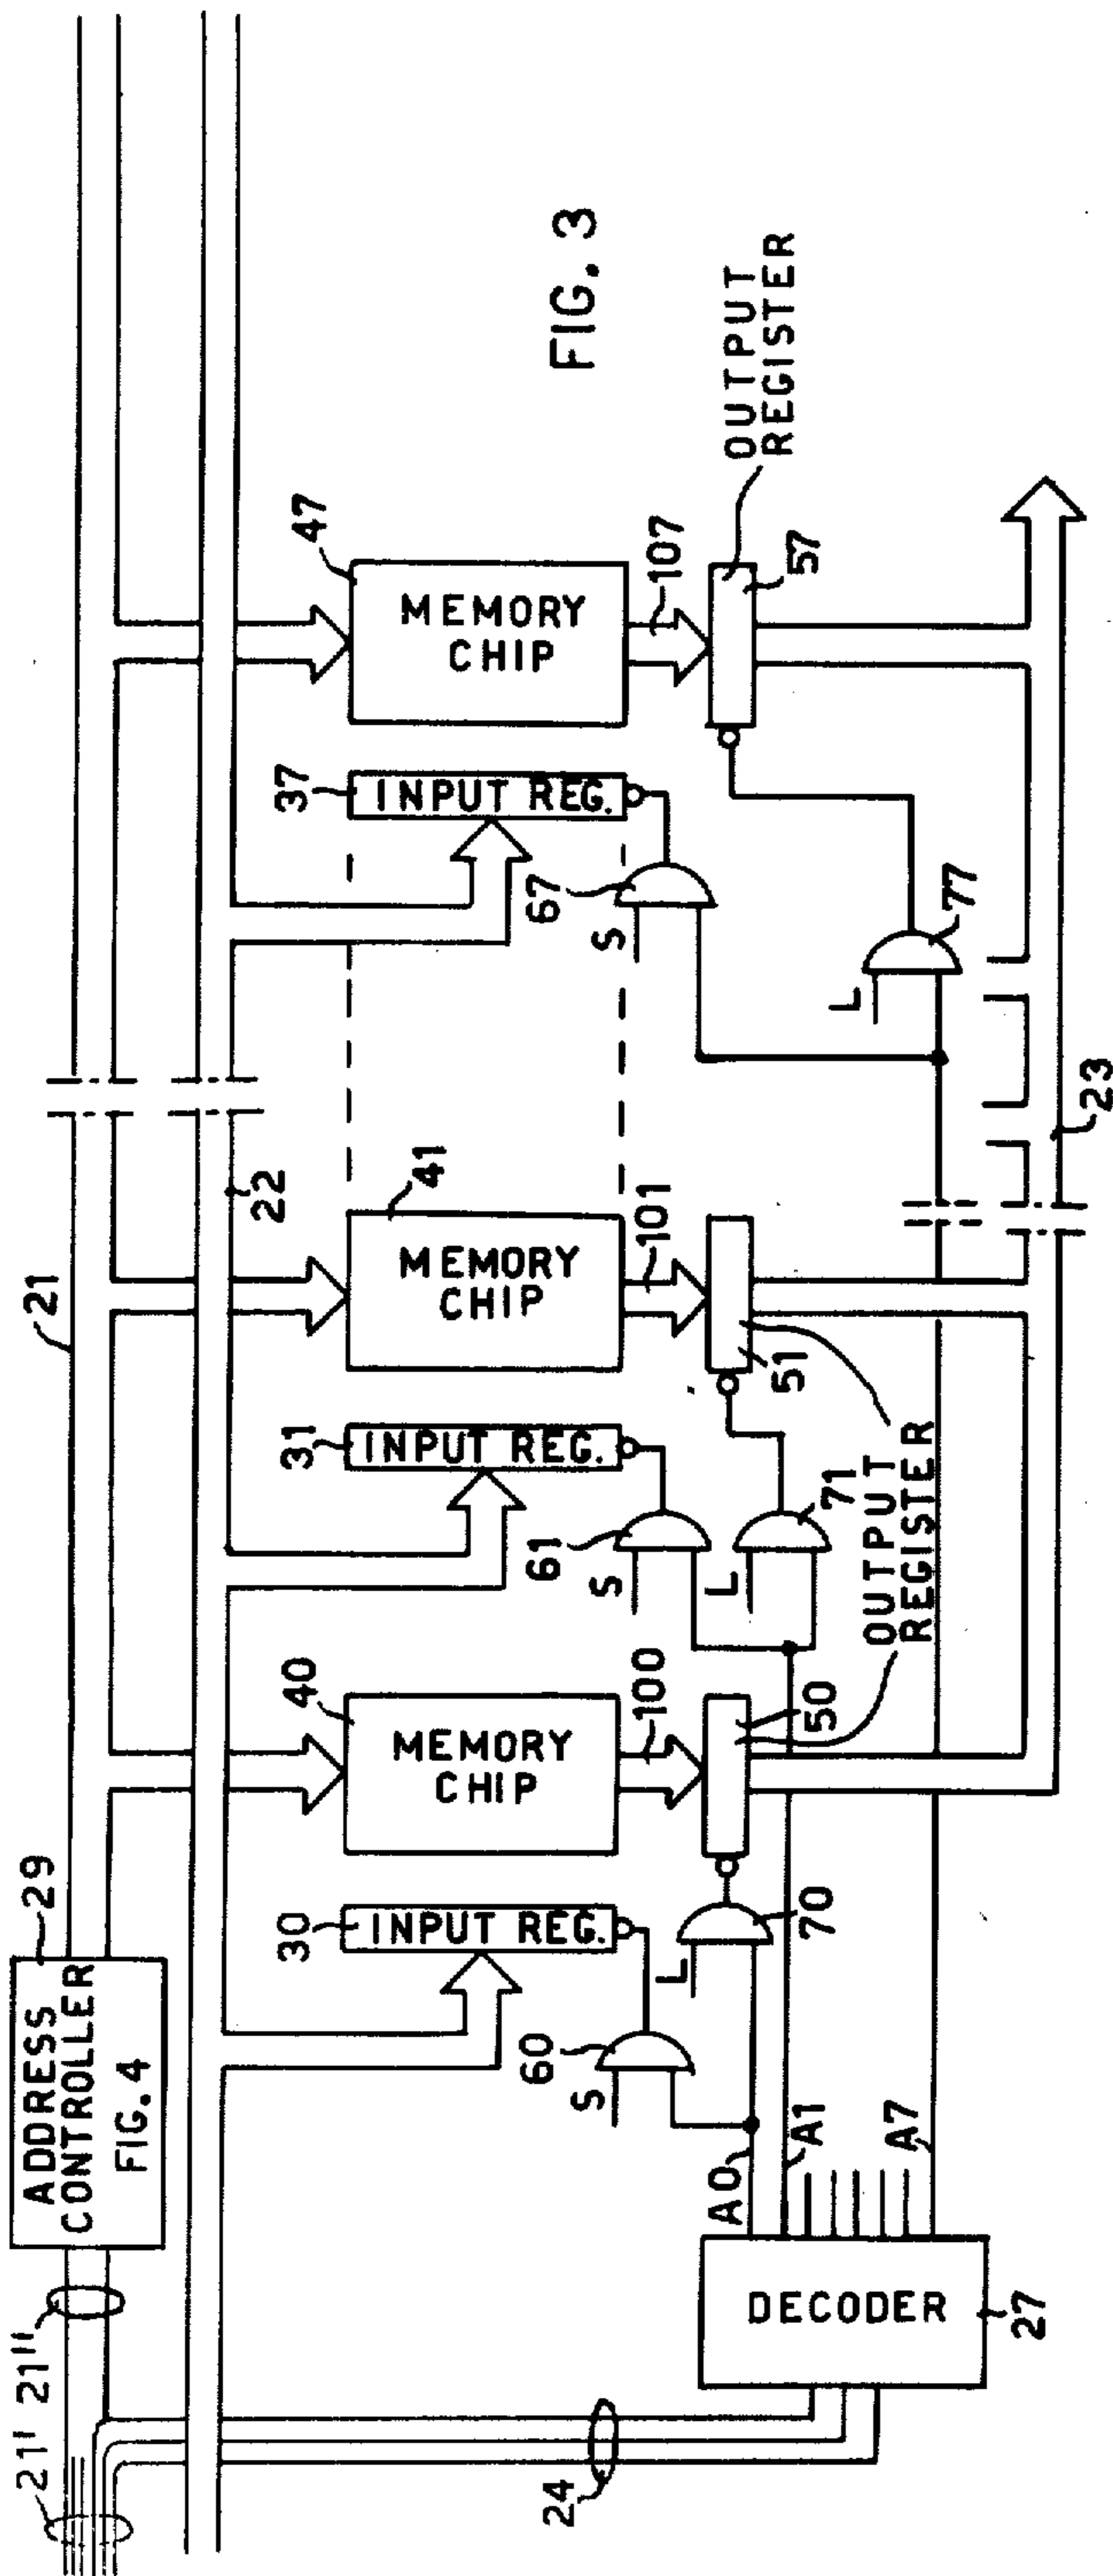 21' 21"
ADDRESS
CONTROLLER
FIG. 4
29
21
22
24
30
INPUT REG.
40
MEMORY
CHIP
31
INPUT REG.
41
MEMORY
CHIP
37
INPUT REG.
47
MEMORY
CHIP
FIG. 3
60
S
100
61
S
101
67
S
107
L
70
50
L
71
51
L
77
57
OUTPUT
REGISTER
OUTPUT
REGISTER
DECODER
27
A0
A1
A7
23